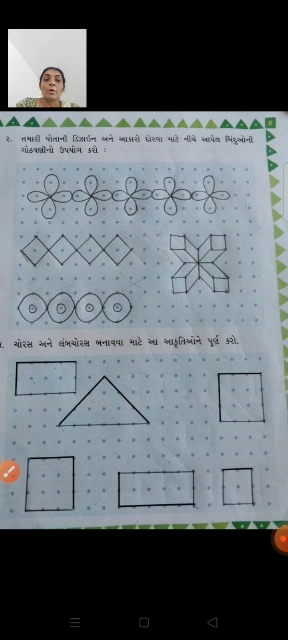 ૨. તમારી પોતાની ડિઝાઈન અને આકારો દોરવા માટે નીચે આપેલ બિંદુઓની
ગોઠવણીનો ઉપયોગ કરો :
ચોરસ અને લંબચોરસ બનાવવા માટે આ આકૃતિઓને પૂર્ણ કરો.